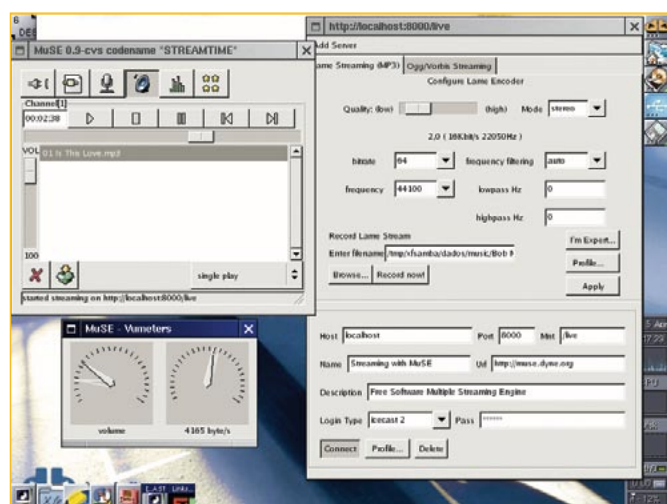 6
DES
MuSE 0.9-cvs codename "STREAMTIME"
Channel[1]
00:02:38
VOL
01 Is This Love.mp3
100
single play
started streaming on http://localhost:8000/live
MuSE - Vumeters
volume
4165 byte/s
http://localhost:8000/live
Add Server
Lame Streaming (MP3)
Ogg/Vorbis Streaming
Configure Lame Encoder
Quality: (low)
(high)
Mode
stereo
2,0 ( 16Kbit/s 22050Hz )
bitrate
64
frequency filtering
auto
frequency
44100
lowpass Hz
0
highpass Hz
0
Record Lame Stream
I'm Expert...
Enter filename
/tmp/xfsamba/dados/music/Bob M
Profile...
Browse...
Record now!
Apply
Host
localhost
Port
8000
Mnt
/live
Name
Streaming with MuSE
Url
http://muse.dyne.org
Description
Free Software Multiple Streaming Engine
Login Type
icecast 2
Pass
******
Connect
Profile...
Delete